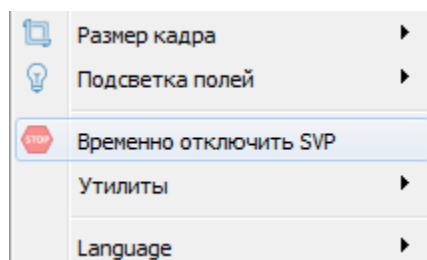 Размер кадра
Подсветка полей
STOP Временно отключить SVP
Утилиты
Language